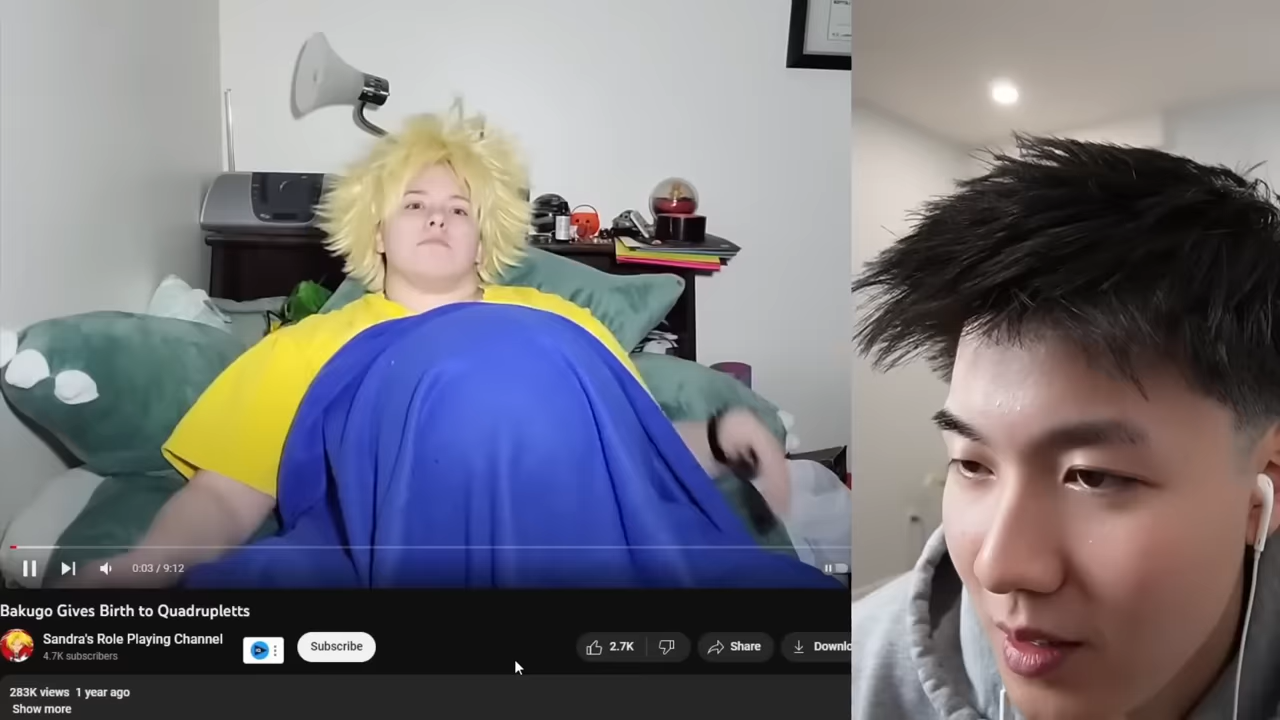 0:03 / 9:12
Bakugo Gives Birth to Quadrupletts
Sandra's Role Playing Channel
4.7K subscribers
Subscribe
2.7K
Share
Downlo
283K views 1 year ago
Show more